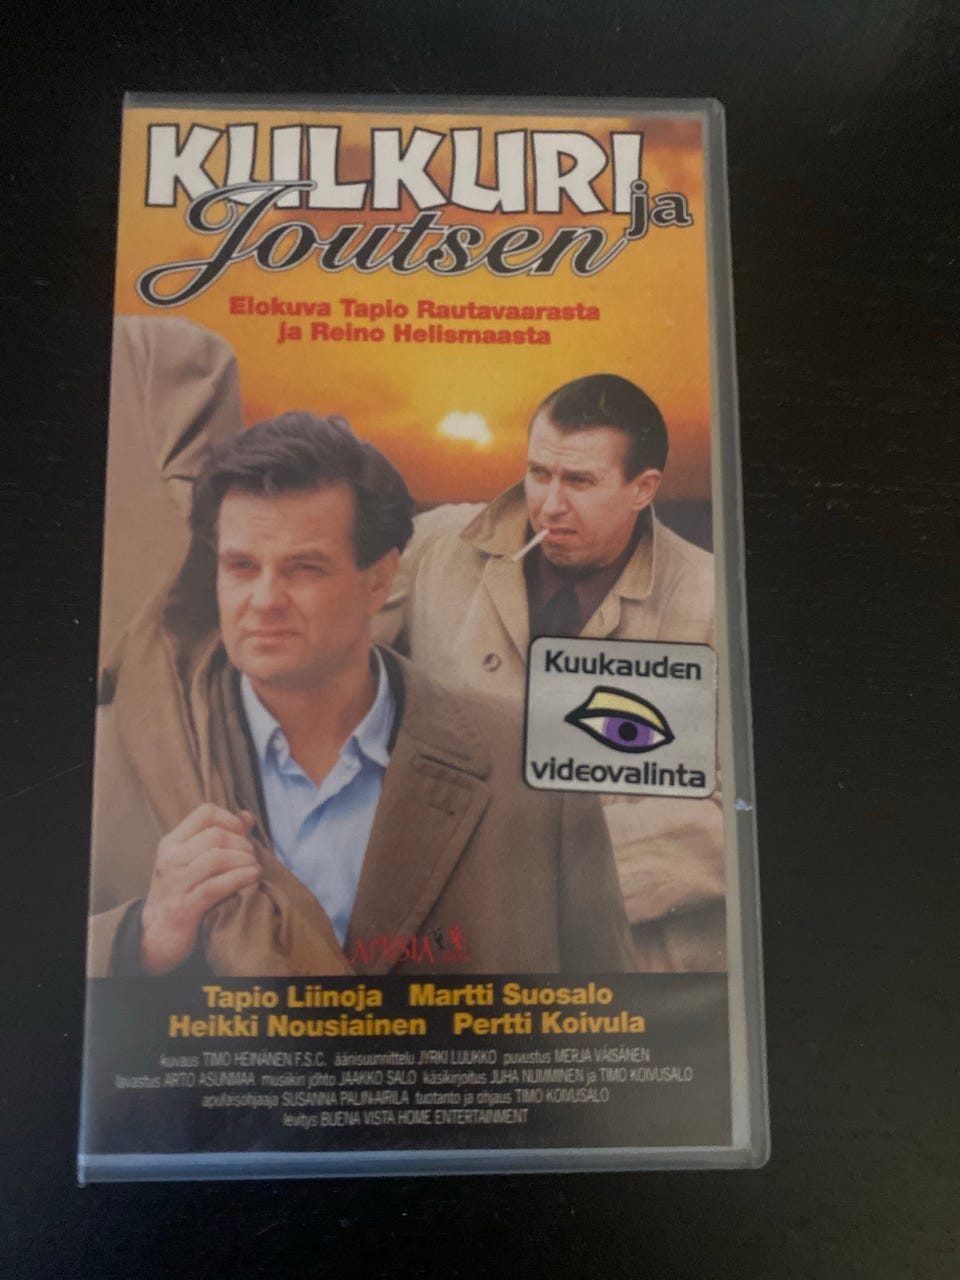 KULKURI
ja
Joutsen
Elokuva Tapio Rautavaarasta
ja Reino Helismaasta
Kuukauden
videovalinta
ARTISTA
Tapio Liinoja Martti Suosalo
Heikki Nousiainen Pertti Koivula
kuvaus TIMO HEINÄNEN F.S.C. äänisuunnittelu JYRKI LUUKKO puvustus MERJA VÄISÄNEN
lavastus ARTO ASUNMAA musiikin johto JAAKKO SALO käsikirjoitus JUHA NUMMINEN ja TIMO KOIVUSALO
apulaisohjaaja SUSANNA PALIN-AIRILA tuotanto ja ohjaus TIMO KOIVUSALO
levitys BUENA VISTA HOME ENTERTAINMENT